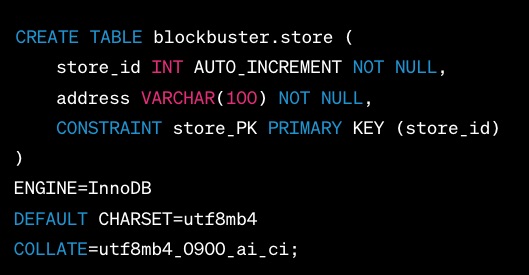 CREATE TABLE blockbuster.store (
    store_id INT AUTO_INCREMENT NOT NULL,
    address VARCHAR(100) NOT NULL,
    CONSTRAINT store_PK PRIMARY KEY (store_id)
)
ENGINE=InnoDB
DEFAULT CHARSET=utf8mb4
COLLATE=utf8mb4_0900_ai_ci;